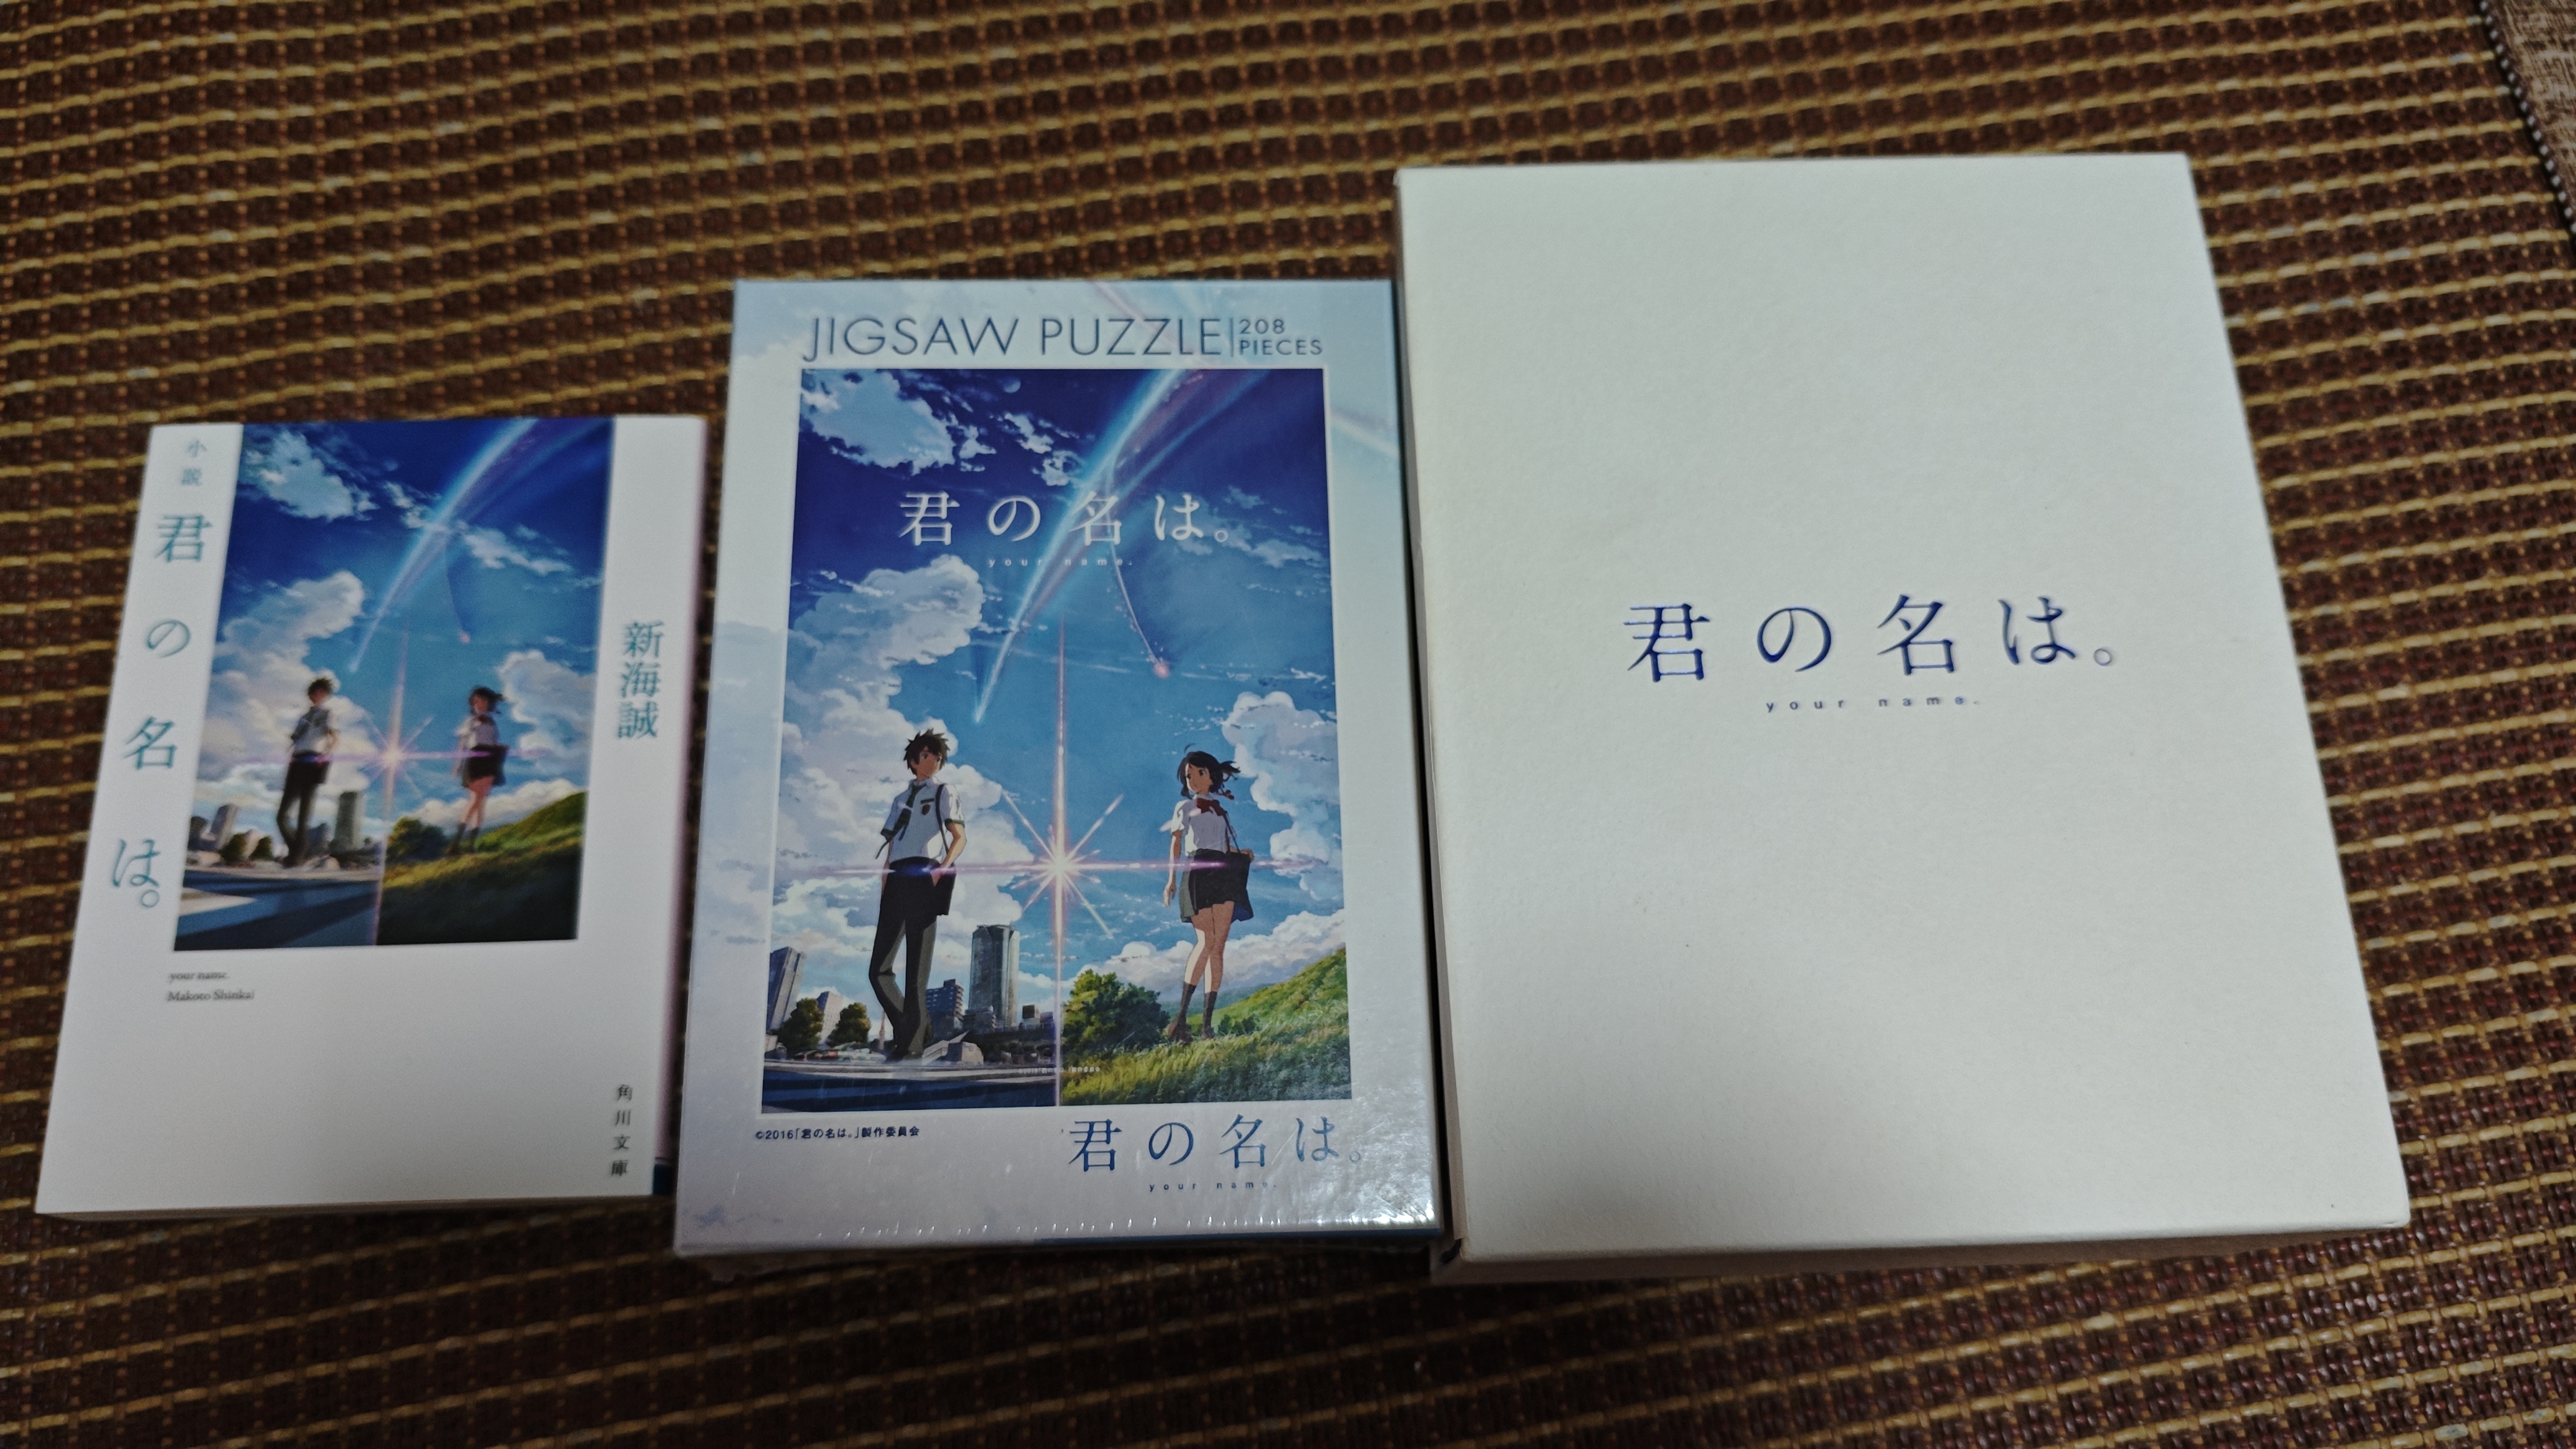 小説
君の名は。
新海誠
your name.
Makoto Shinkai
角川文庫
JIGSAW PUZZLE 208
PIECES
君の名は。
your name.
©2016「君の名は。」製作委員会
君の名は。
your name.
君の名は。
your name.